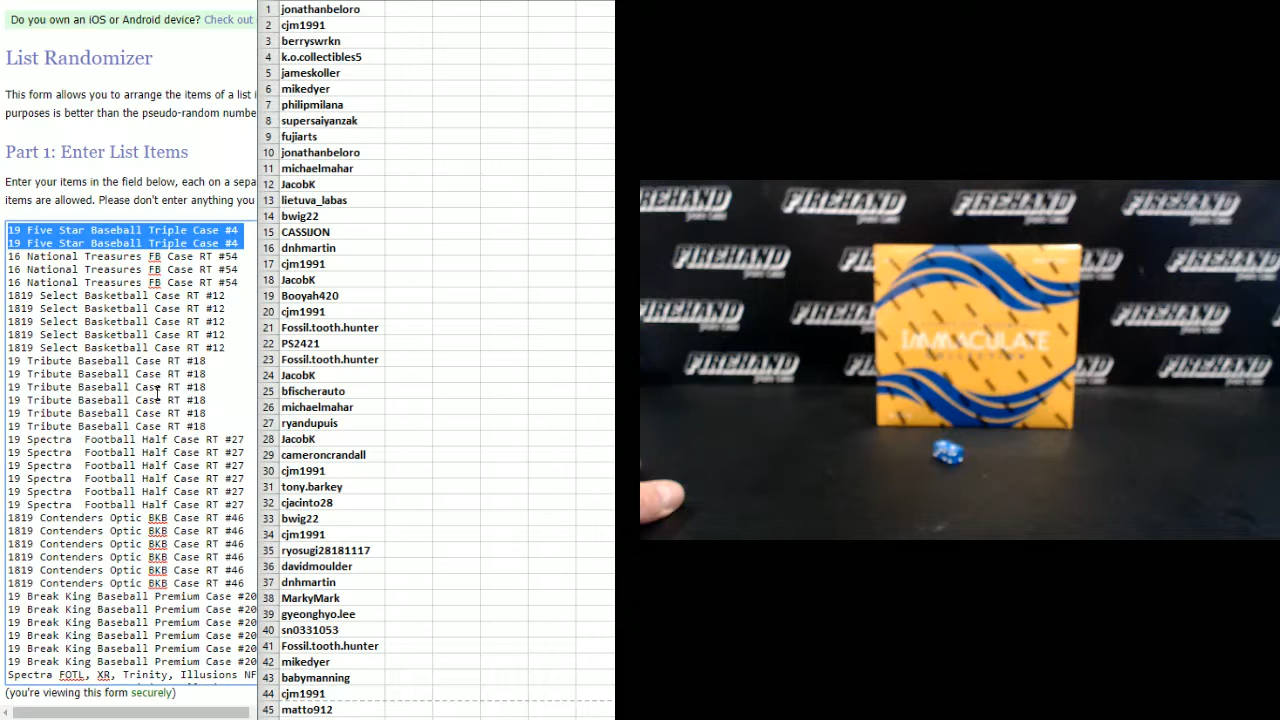 Do you own an iOS or Android device? Check out
List Randomizer
This form allows you to arrange the items of a list i
purposes is better than the pseudo-random numbe
Part 1: Enter List Items
Enter your items in the field below, each on a sepa
items are allowed. Please don't enter anything you
19 Five Star Baseball Triple Case #4
19 Five Star Baseball Triple Case #4
16 National Treasures FB Case RT #54
16 National Treasures FB Case RT #54
16 National Treasures FB Case RT #54
1819 Select Basketball Case RT #12
1819 Select Basketball Case RT #12
1819 Select Basketball Case RT #12
1819 Select Basketball Case RT #12
1819 Select Basketball Case RT #12
19 Tribute Baseball Case RT #18
19 Tribute Baseball Case RT #18
19 Tribute Baseball Case RT #18
19 Tribute Baseball Case RT #18
19 Tribute Baseball Case RT #18
19 Tribute Baseball Case RT #18
19 Spectra  Football Half Case RT #27
19 Spectra  Football Half Case RT #27
19 Spectra  Football Half Case RT #27
19 Spectra  Football Half Case RT #27
19 Spectra  Football Half Case RT #27
19 Spectra  Football Half Case RT #27
1819 Contenders Optic BKB Case RT #46
1819 Contenders Optic BKB Case RT #46
1819 Contenders Optic BKB Case RT #46
1819 Contenders Optic BKB Case RT #46
1819 Contenders Optic BKB Case RT #46
1819 Contenders Optic BKB Case RT #46
19 Break King Baseball Premium Case #20
19 Break King Baseball Premium Case #20
19 Break King Baseball Premium Case #20
19 Break King Baseball Premium Case #20
19 Break King Baseball Premium Case #20
19 Break King Baseball Premium Case #20
Spectra FOTL, XR, Trinity, Illusions NF
(you're viewing this form securely)
1 jonathanbeloro
2 cjm1991
3 berryswrkn
4 k.o.collectibles5
5 jameskoller
6 mikedyer
7 philipmilana
8 supersaiyanzak
9 fujiarts
10 jonathanbeloro
11 michaelmahar
12 JacobK
13 lietuva_labas
14 bwig22
15 CASSIJON
16 dnhmartin
17 cjm1991
18 JacobK
19 Booyah420
20 cjm1991
21 Fossil.tooth.hunter
22 PS2421
23 Fossil.tooth.hunter
24 JacobK
25 bfischerauto
26 michaelmahar
27 ryandupuis
28 JacobK
29 cameroncrandall
30 cjm1991
31 tony.barkey
32 cjacinto28
33 bwig22
34 cjm1991
35 ryosugi28181117
36 davidmoulder
37 dnhmartin
38 MarkyMark
39 gyeonghyo.lee
40 sn0331053
41 Fossil.tooth.hunter
42 mikedyer
43 babymanning
44 cjm1991
45 matto912
FIREHAND
FIREHAND
FIREHAND
FIREHAND
FIREHAND
FIREHAND
FIREHAND
FIREHAND
FIREHAND
FIREHAND
FIREHAND
IMMACULATE
COLLECTION